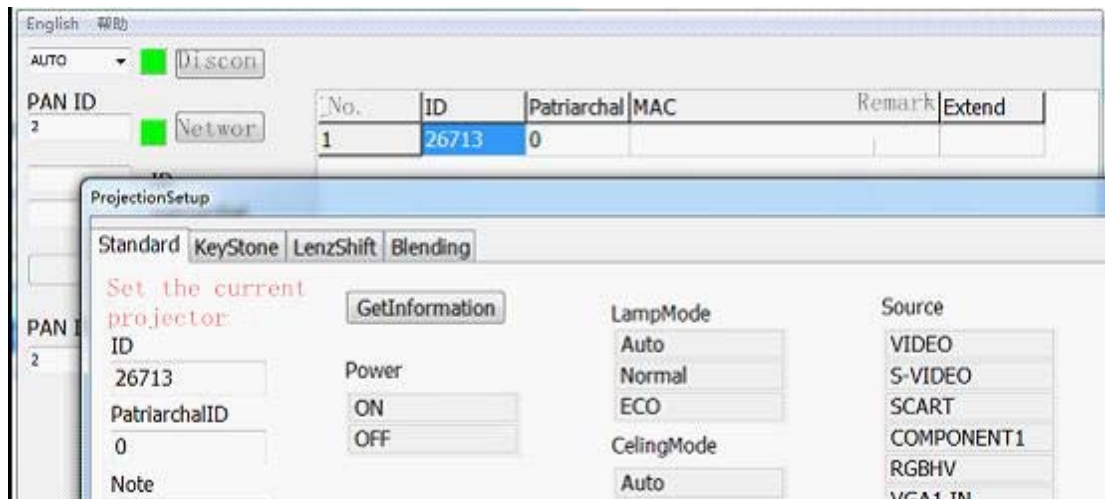 English 帮助
AUTO
Discon
PAN ID
2
Networ
No. ID Patriarchal MAC Remark Extend
1 26713 0
ProjectionSetup
Standard KeyStone LenzShift Blending
Set the current
projector
GetInformation
LampMode
Source
PAN I
2
ID
26713
PatriarchalID
0
Note
Power
ON
OFF
Auto
Normal
ECO
CelingMode
Auto
VIDEO
S-VIDEO
SCART
COMPONENT1
RGBHV
VGA1 IN